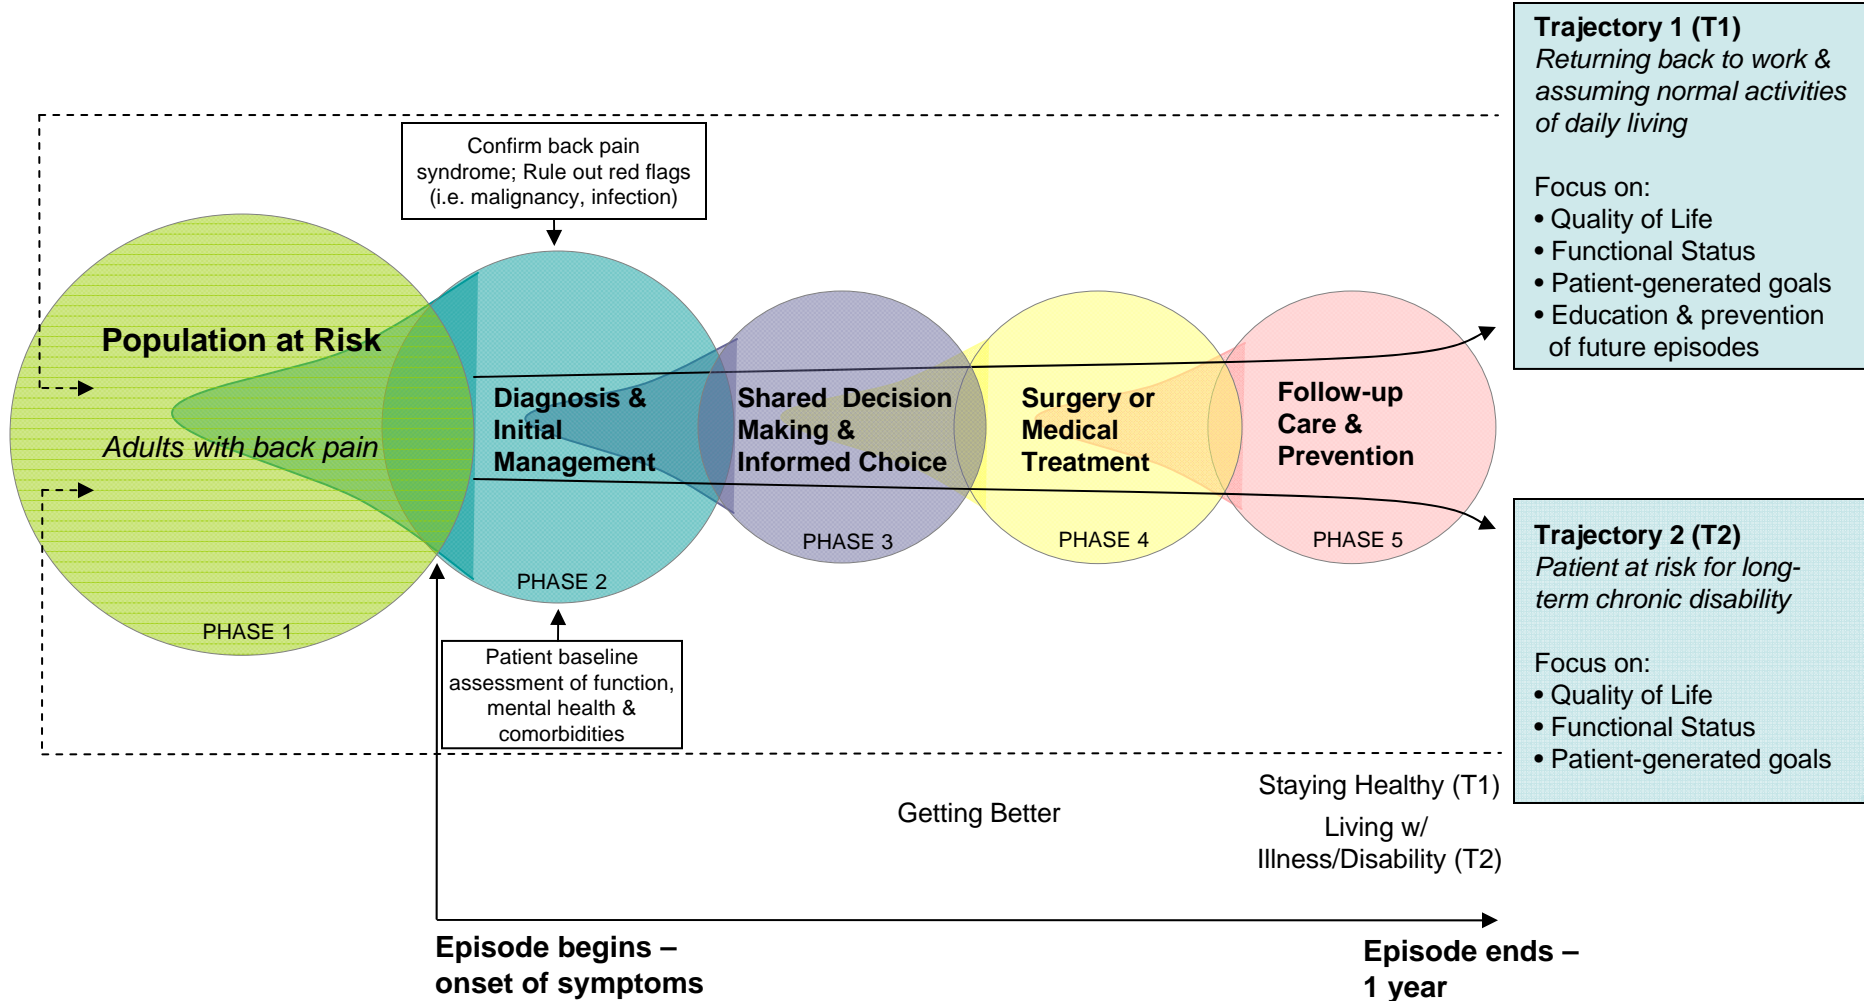 Trajectory 1 (T1)
Returning back to work &
assuming normal activities
of daily living
Focus on:
• Quality of Life
• Functional Status
• Patient-generated goals
• Education & prevention
of future episodes
Confirm back pain
syndrome; Rule out red flags
(i.e. malignancy, infection)
Population at Risk
Adults with back pain
PHASE 1
Diagnosis &
Initial
Management
PHASE 2
Shared Decision
Making &
Informed Choice
PHASE 3
Surgery or
Medical
Treatment
PHASE 4
Follow-up
Care &
Prevention
PHASE 5
Patient baseline
assessment of function,
mental health &
comorbidities
Trajectory 2 (T2)
Patient at risk for long-
term chronic disability
Focus on:
• Quality of Life
• Functional Status
• Patient-generated goals
Getting Better
Staying Healthy (T1)
Living w/
Illness/Disability (T2)
Episode begins –
onset of symptoms
Episode ends –
1 year